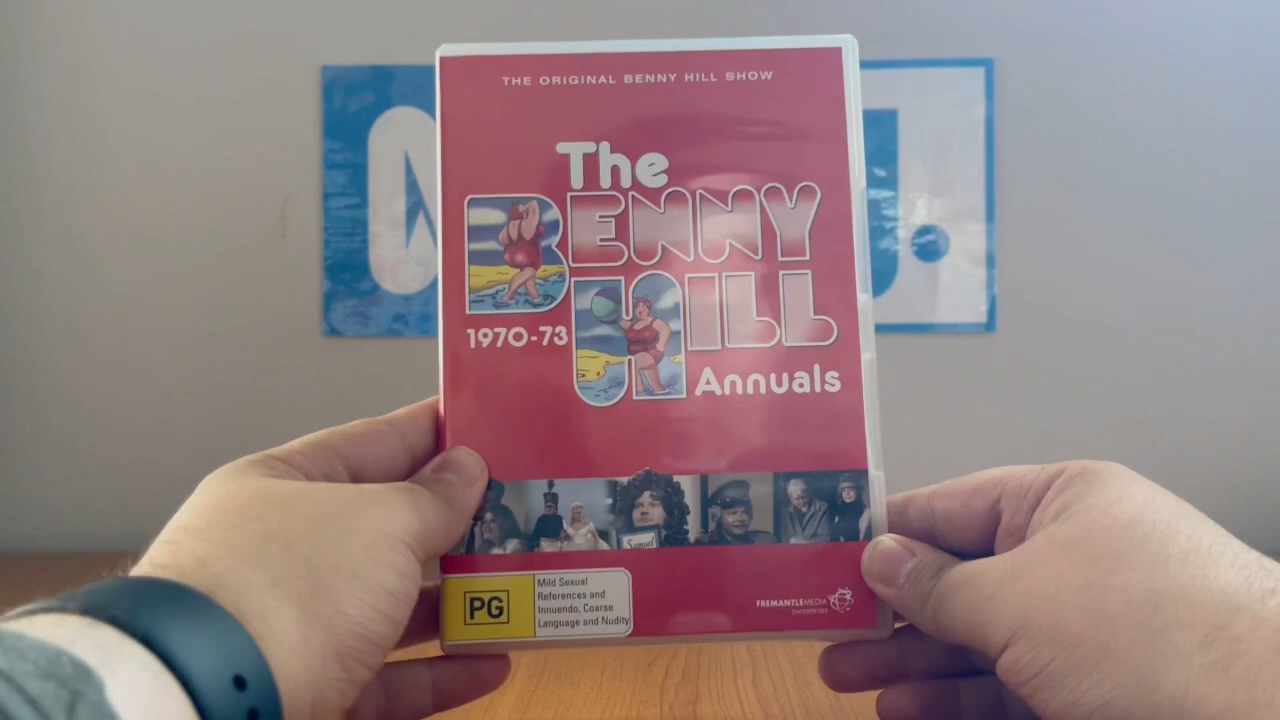 THE ORIGINAL BENNY HILL SHOW
The
BENNY
HILL
1970-73
Annuals
Samuel
PG
Mild Sexual
References and
Innuendo, Coarse
Language and Nudity
FREMANTLEMEDIA
ENTERPRISES